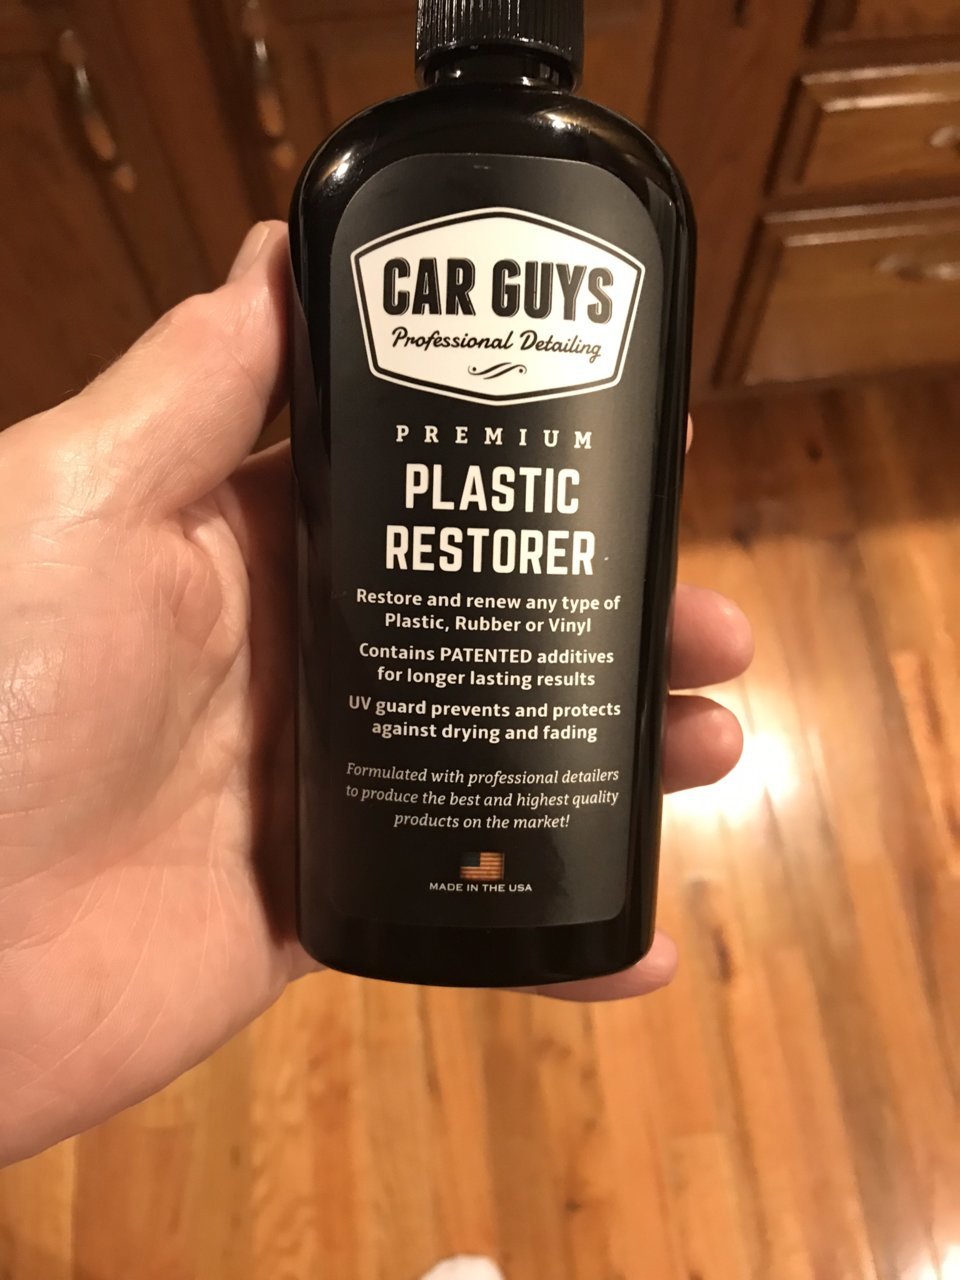 CAR GUYS
Professional Detailing
PREMIUM
PLASTIC
RESTORER
Restore and renew any type of
Plastic, Rubber or Vinyl
Contains PATENTED additives
for longer lasting results
UV guard prevents and protects
against drying and fading
Formulated with professional detailers
to produce the best and highest quality
products on the market!
MADE IN THE USA